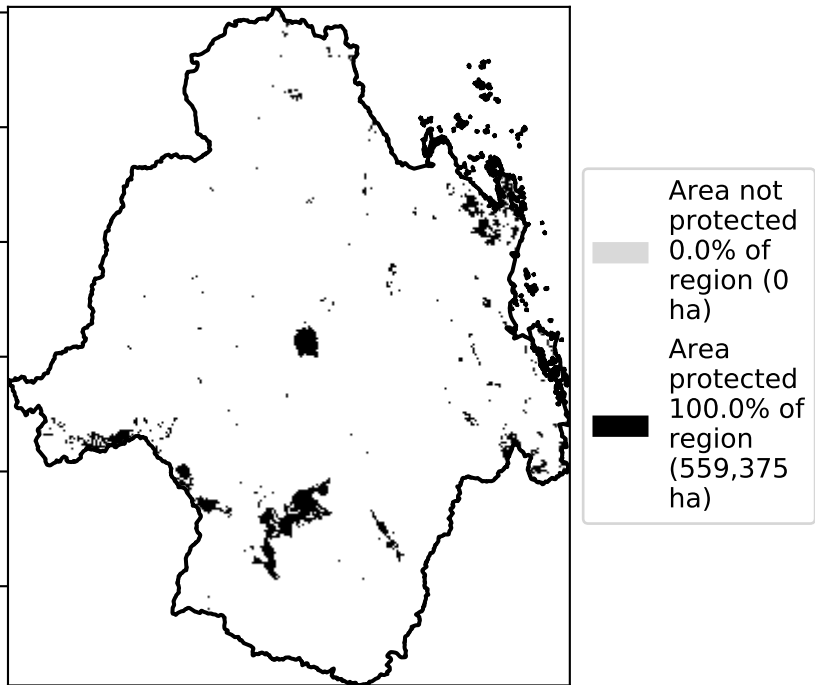 Area not
protected
0.0% of
region (0
ha)
Area
protected
100.0% of
region
(559,375
ha)